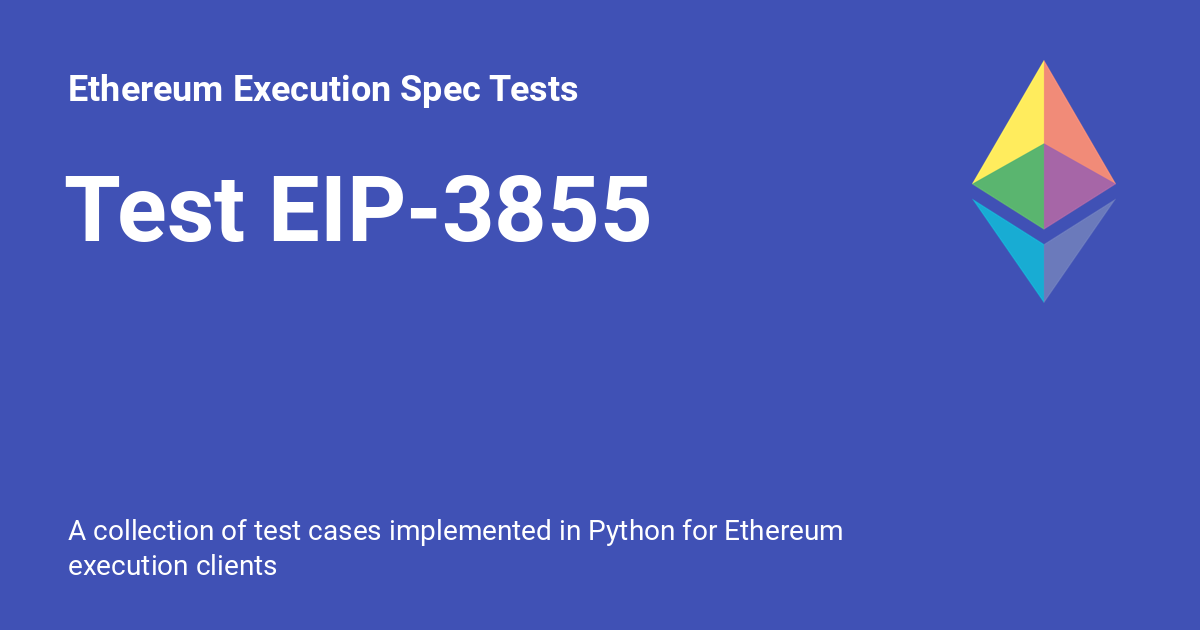 Ethereum Execution Spec Tests
Test EIP-3855
A collection of test cases implemented in Python for Ethereum
execution clients